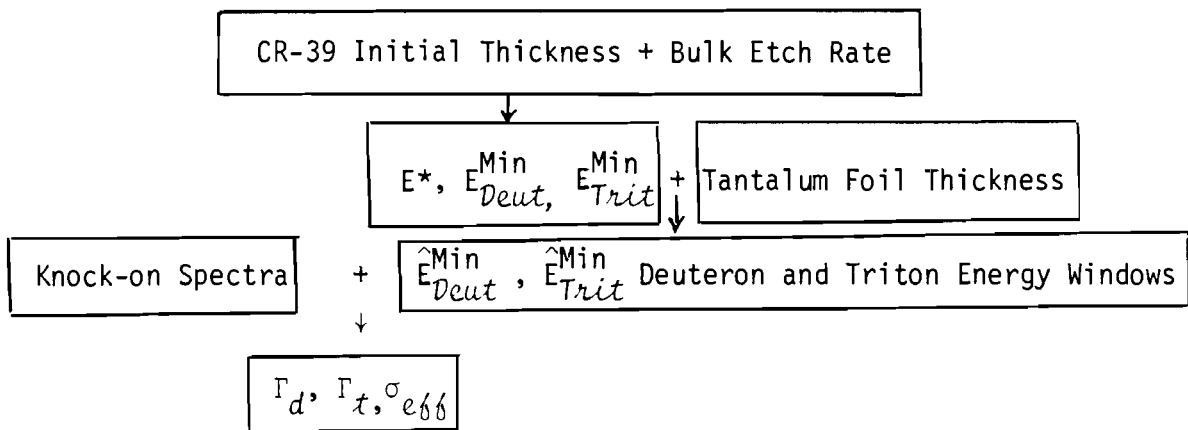 CR-39 Initial Thickness + Bulk Etch Rate
E*, E^Min_Deut, E^Min_Trit + Tantalum Foil Thickness
Knock-on Spectra + Ê^Min_Deut , Ê^Min_Trit Deuteron and Triton Energy Windows
Γ_d, Γ_t, σ_eff